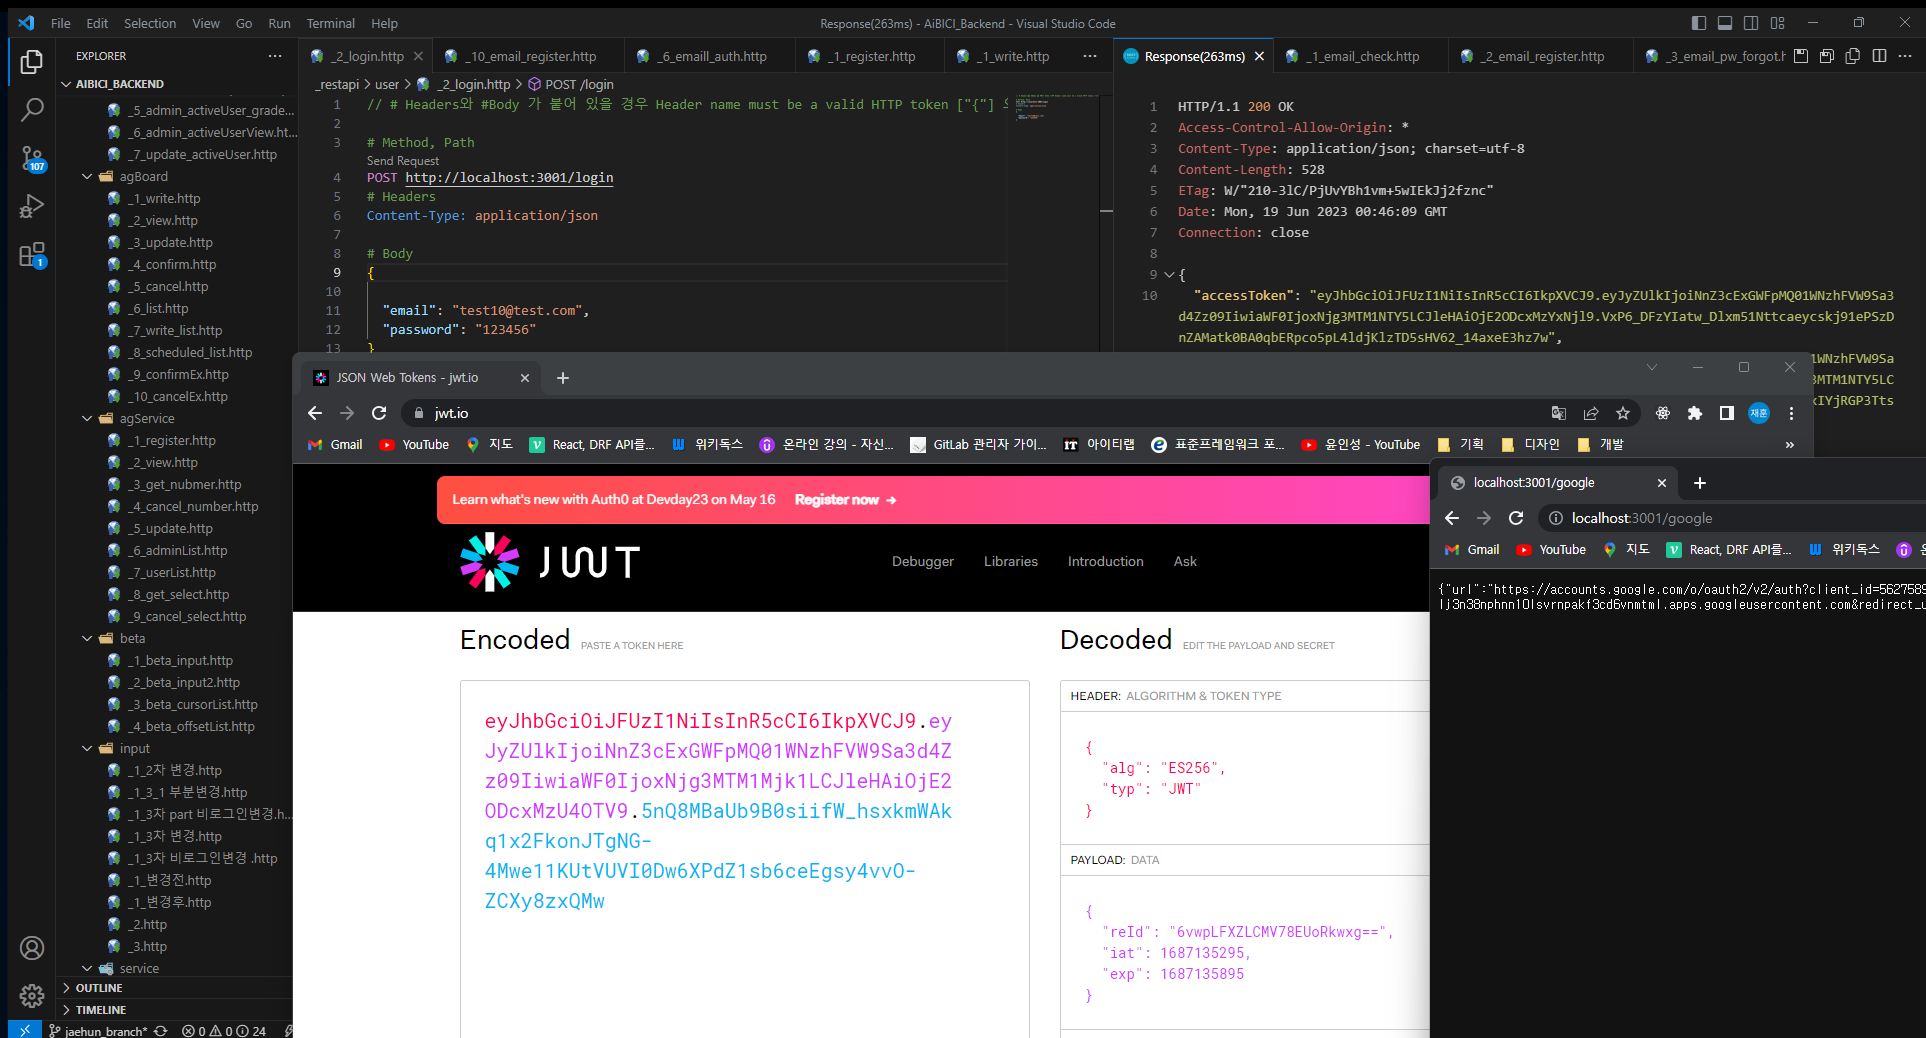 File Edit Selection View Go Run Terminal Help
Response(263ms) - AiBICI_Backend - Visual Studio Code
EXPLORER
AIBICI_BACKEND
_5_admin_activeUser_grade...
_6_admin_activeUserView.ht...
_7_update_activeUser.http
agBoard
_1_write.http
_2_view.http
_3_update.http
_4_confirm.http
_5_cancel.http
_6_list.http
_7_write_list.http
_8_scheduled_list.http
_9_confirmEx.http
_10_cancelEx.http
agService
_1_register.http
_2_view.http
_3_get_nubmer.http
_4_cancel_number.http
_5_update.http
_6_adminList.http
_7_userList.http
_8_get_select.http
_9_cancel_select.http
beta
_1_beta_input.http
_2_beta_input2.http
_3_beta_cursorList.http
_4_beta_offsetList.http
input
_1_2차 변경.http
_1_3_1 부분변경.http
_1_3차 part 비로그인변경.h...
_1_3차 변경.http
_1_3차 비로그인변경 .http
_1_변경전.http
_1_변경후.http
_2.http
_3.http
service
OUTLINE
TIMELINE
107
1
jaehun_branch* 0 0 24
_2_login.http _10_email_register.http _6_emaill_auth.http _1_register.http _1_write.http ...
_restapi > user > _2_login.http > POST /login
1 // # Headers와 #Body 가 붙어 있을 경우 Header name must be a valid HTTP token ["{"]
2
3 # Method, Path
Send Request
4 POST http://localhost:3001/login
5 # Headers
6 Content-Type: application/json
7
8 # Body
9 {
10
11 "email": "test10@test.com",
12 "password": "123456"
13 }
Response(263ms) _1_email_check.http _2_email_register.http _3_email_pw_forgot.h
1 HTTP/1.1 200 OK
2 Access-Control-Allow-Origin: *
3 Content-Type: application/json; charset=utf-8
4 Content-Length: 528
5 ETag: W/"210-3lC/PjUvYBh1vm+5wIEkJj2fznc"
6 Date: Mon, 19 Jun 2023 00:46:09 GMT
7 Connection: close
8
9 {
10 "accessToken": "eyJhbGciOiJFUzI1NiIsInR5cCI6IkpXVCJ9.eyJyZUlkIjoiNnZ3cExGWFpMQ01WNzhFVW9Sa3
d4Zz09IiwiaWF0IjoxNjg3MTM1NTY5LCJleHAiOjE2ODcxMzYxNjl9.VxP6_DFzYIatw_Dlxm51Nttcaeycskj91ePSzD
nZAMatk0BA0qbERpco5pL4ldjKlzTD5sHV62_14axeE3hz7w",
1WNzhFVW9Sa
3MTM1NTY5LC
xIYjRGP3Tts
JSON Web Tokens - jwt.io
jwt.io
재훈
Gmail YouTube 지도 React, DRF API를... 위키독스 온라인 강의 - 자신... GitLab 관리자 가이... 아이티랩 표준프레임워크 포... 윤인성 - YouTube 기획 디자인 개발 »
Learn what's new with Auth0 at Devday23 on May 16 Register now →
JWT
Debugger Libraries Introduction Ask
Encoded PASTE A TOKEN HERE
eyJhbGciOiJFUzI1NiIsInR5cCI6IkpXVCJ9.ey
JyZUlkIjoiNnZ3cExGWFpMQ01WNzhFVW9Sa3d4Z
z09IiwiaWF0IjoxNjg3MTM1Mjk1LCJleHAiOjE2
ODcxMzU4OTV9.5nQ8MBaUb9B0siifW_hsxkmWAk
q1x2FkonJTgNG-
4Mwe11KUtVUVI0Dw6XPdZ1sb6ceEgsy4vvO-
ZCXy8zxQMw
Decoded EDIT THE PAYLOAD AND SECRET
HEADER: ALGORITHM & TOKEN TYPE
{
"alg": "ES256",
"typ": "JWT"
}
PAYLOAD: DATA
{
"reId": "6vwpLFXZLCMV78EUoRkwxg==",
"iat": 1687135295,
"exp": 1687135895
}
localhost:3001/google
localhost:3001/google
Gmail YouTube 지도 React, DRF API를... 위키독스
{"url":"https://accounts.google.com/o/oauth2/v2/auth?client_id=5627589
lj3n38nphnn10lsvrnpakf3cd6vnmtml.apps.googleusercontent.com&redirect_u